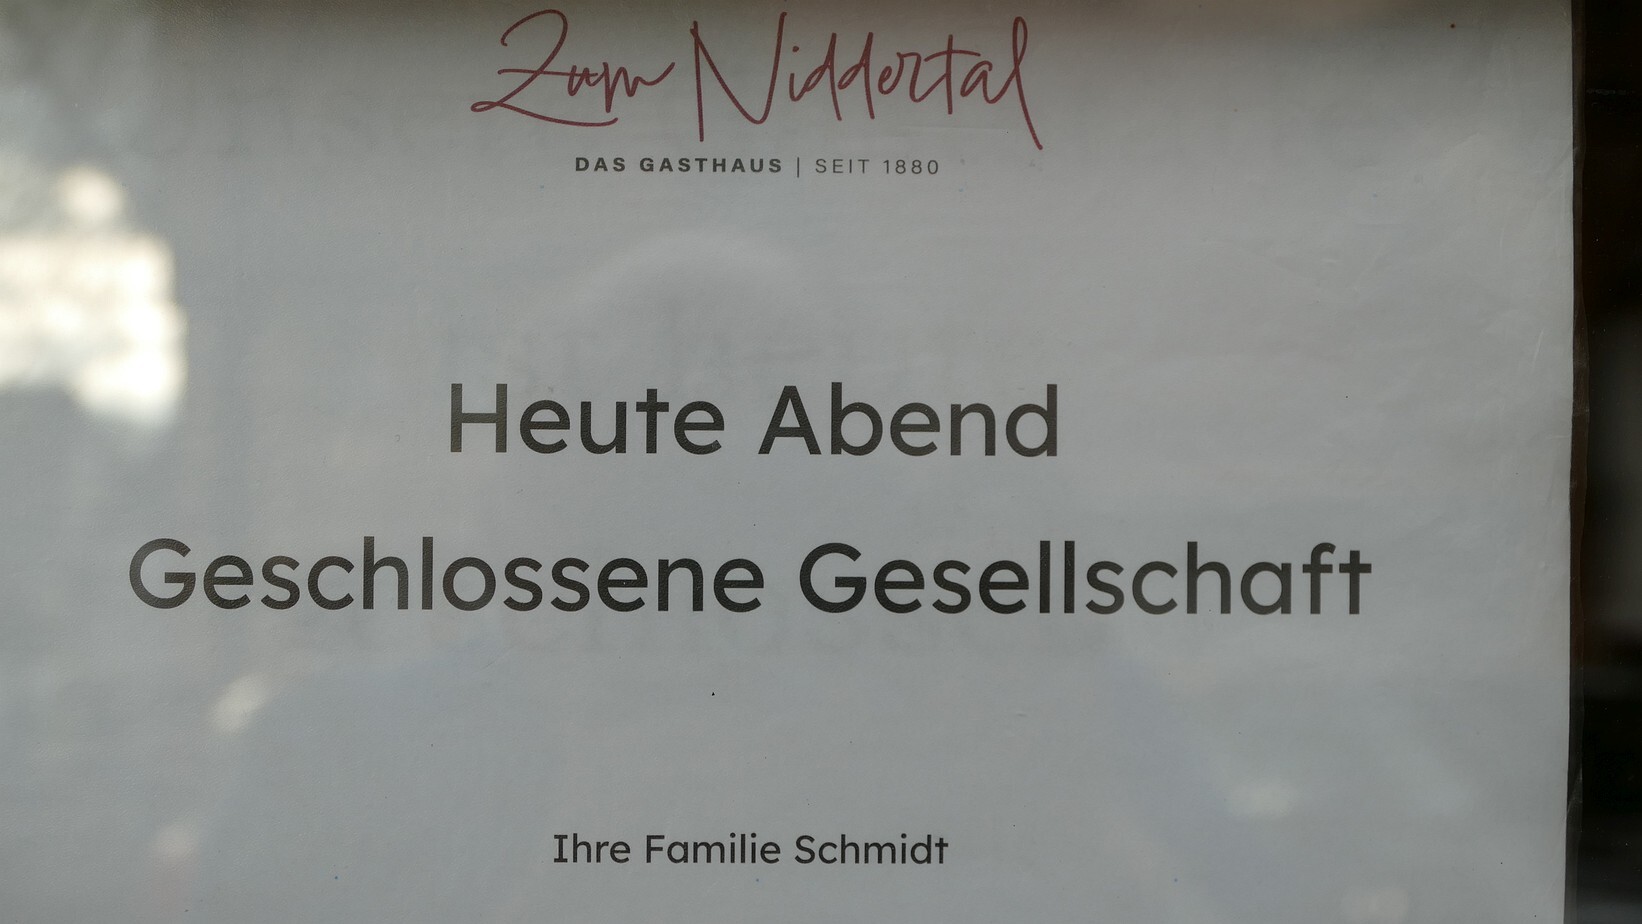 Zum Niddertal
DAS GASTHAUS | SEIT 1880
Heute Abend
Geschlossene Gesellschaft
Ihre Familie Schmidt